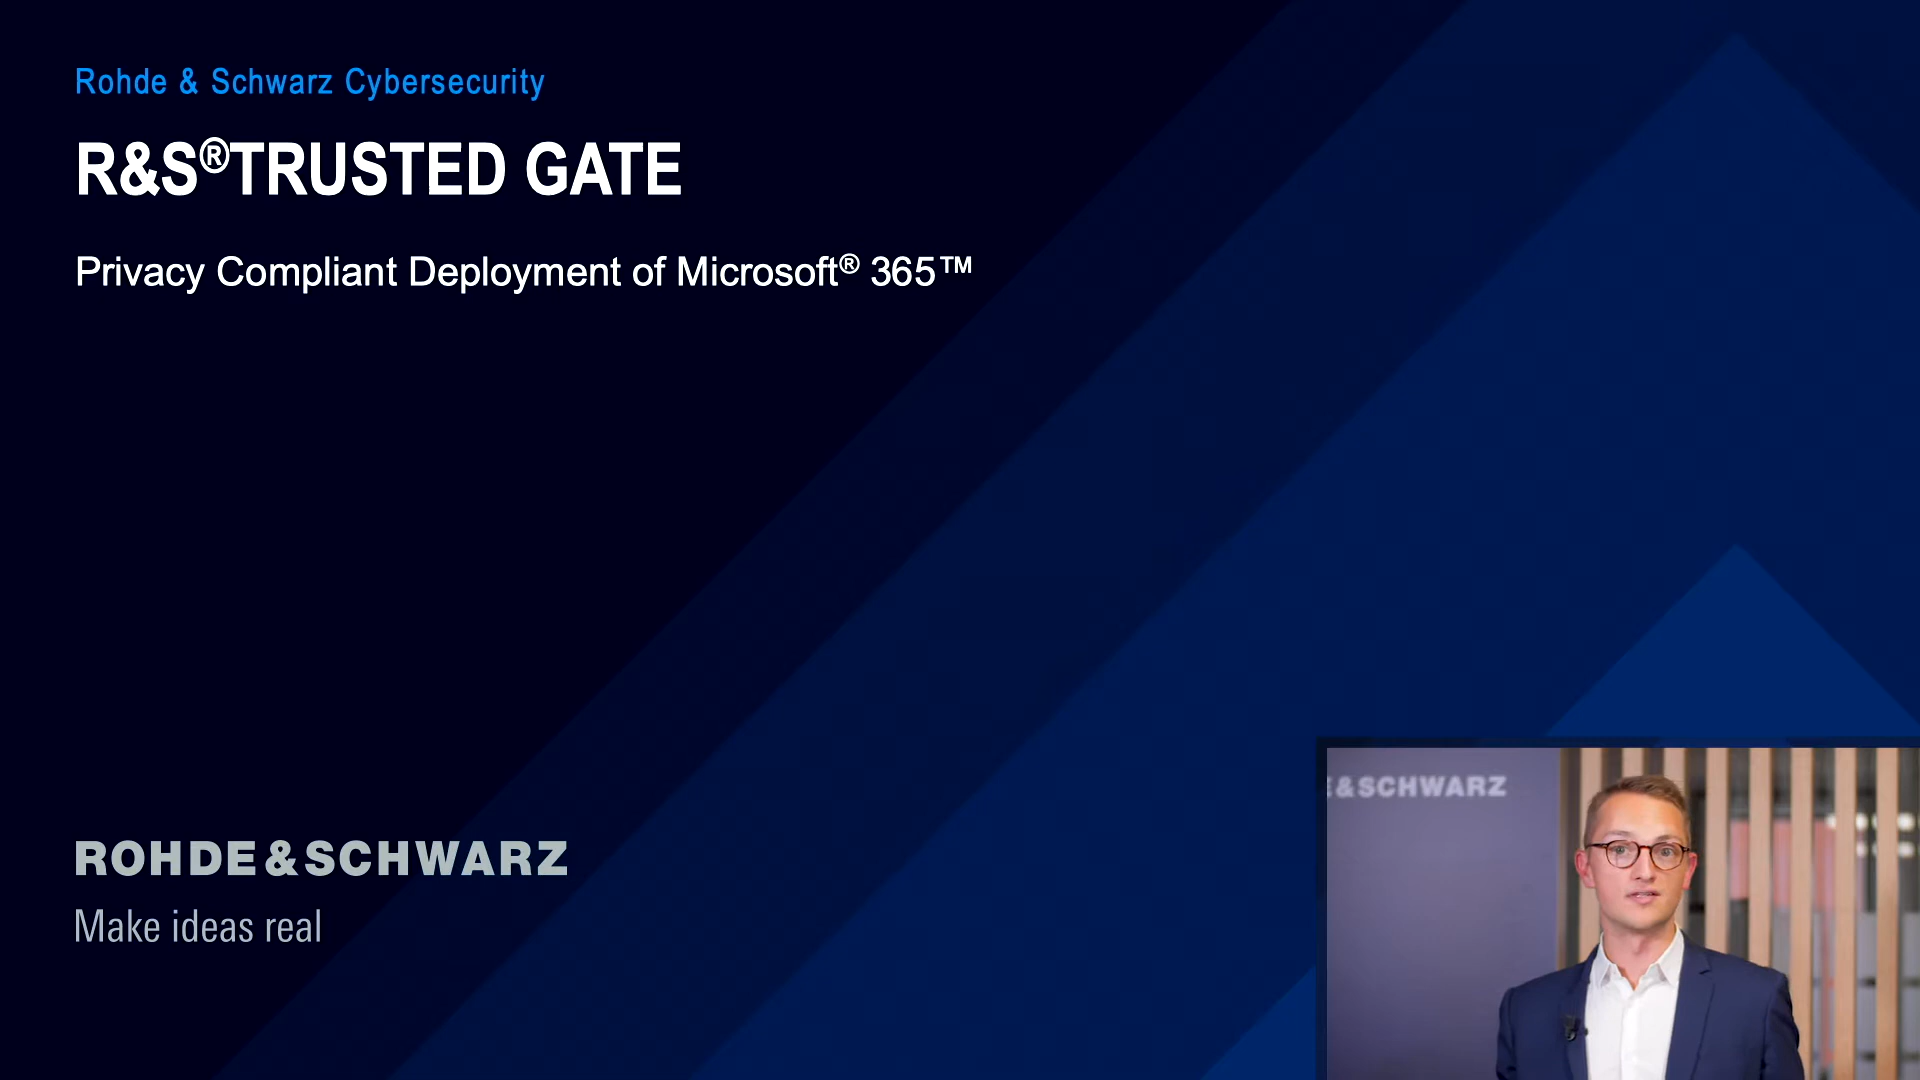 Rohde & Schwarz Cybersecurity
R&S®TRUSTED GATE
Privacy Compliant Deployment of Microsoft® 365™
ROHDE&SCHWARZ
Make ideas real
E&SCHWARZ